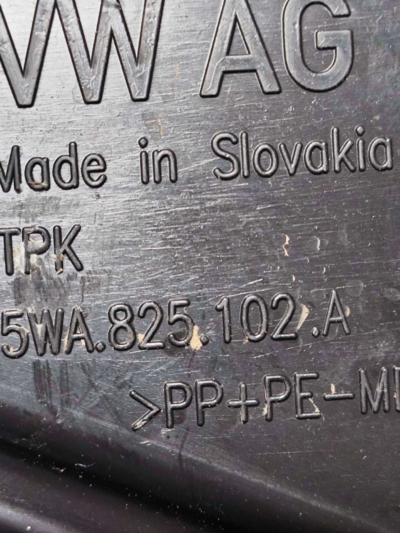 VW AG
Made in Slovakia
TPK
5WA.825.102.A
>PP+PE-M